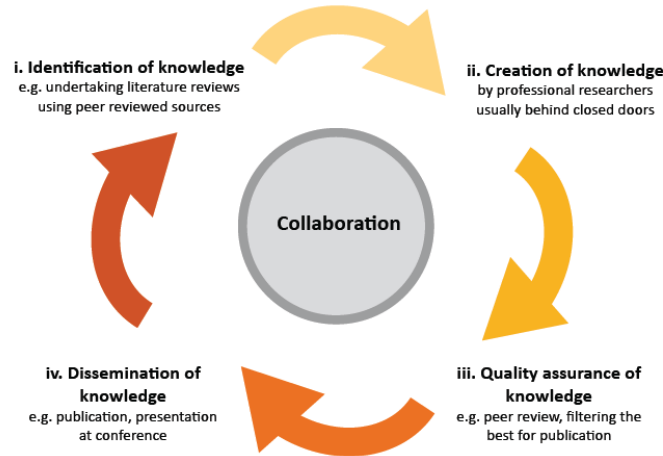 i. Identification of knowledge
e.g. undertaking literature reviews
using peer reviewed sources
ii. Creation of knowledge
by professional researchers
usually behind closed doors
Collaboration
iv. Dissemination of
knowledge
e.g. publication, presentation
at conference
iii. Quality assurance of
knowledge
e.g. peer review, filtering the
best for publication